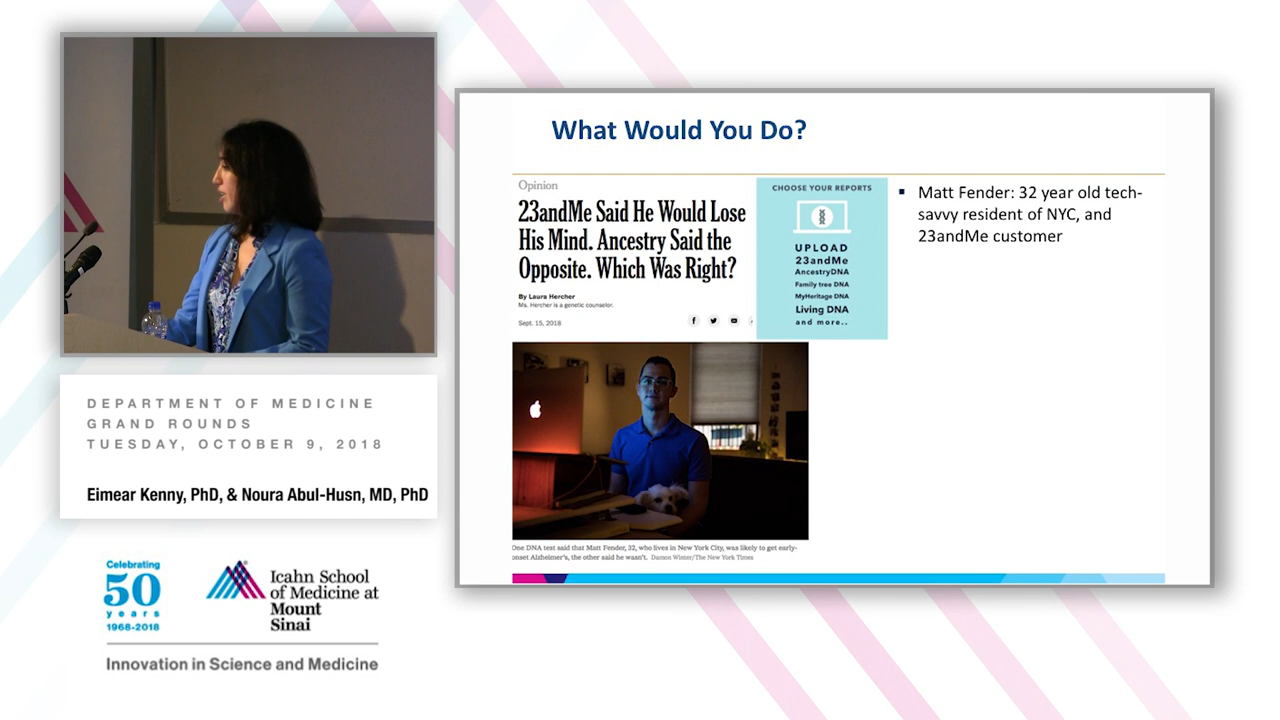 DEPARTMENT OF MEDICINE
GRAND ROUNDS
TUESDAY, OCTOBER 9, 2018
Eimear Kenny, PhD, & Noura Abul-Husn, MD, PhD
Celebrating
50
years
1968-2018
Icahn School
of Medicine at
Mount
Sinai
Innovation in Science and Medicine
What Would You Do?
Opinion
23andMe Said He Would Lose
His Mind. Ancestry Said the
Opposite. Which Was Right?
By Laura Hercher
Ms. Hercher is a genetic counselor.
Sept. 15, 2018
CHOOSE YOUR REPORTS
UPLOAD
23andMe
AncestryDNA
Family tree DNA
MyHeritage DNA
Living DNA
and more..
▪ Matt Fender: 32 year old tech-
savvy resident of NYC, and
23andMe customer
One DNA test said that Matt Fender, 32, who lives in New York City, was likely to get early-
onset Alzheimer's, the other said he wasn't. Damon Winter/The New York Times